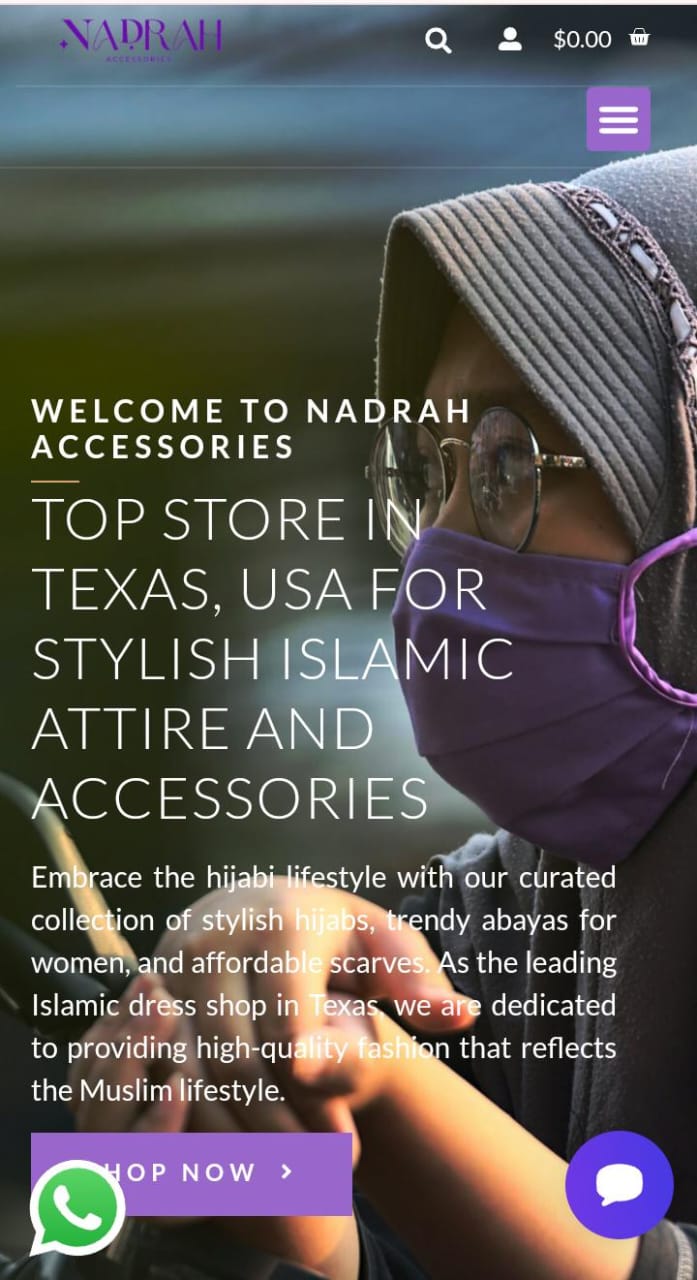 NADRAH
ACCESSORIES
$0.00
WELCOME TO NADRAH
ACCESSORIES
TOP STORE IN
TEXAS, USA FOR
STYLISH ISLAMIC
ATTIRE AND
ACCESSORIES
Embrace the hijabi lifestyle with our curated
collection of stylish hijabs, trendy abayas for
women, and affordable scarves. As the leading
Islamic dress shop in Texas, we are dedicated
to providing high-quality fashion that reflects
the Muslim lifestyle.
HOP NOW